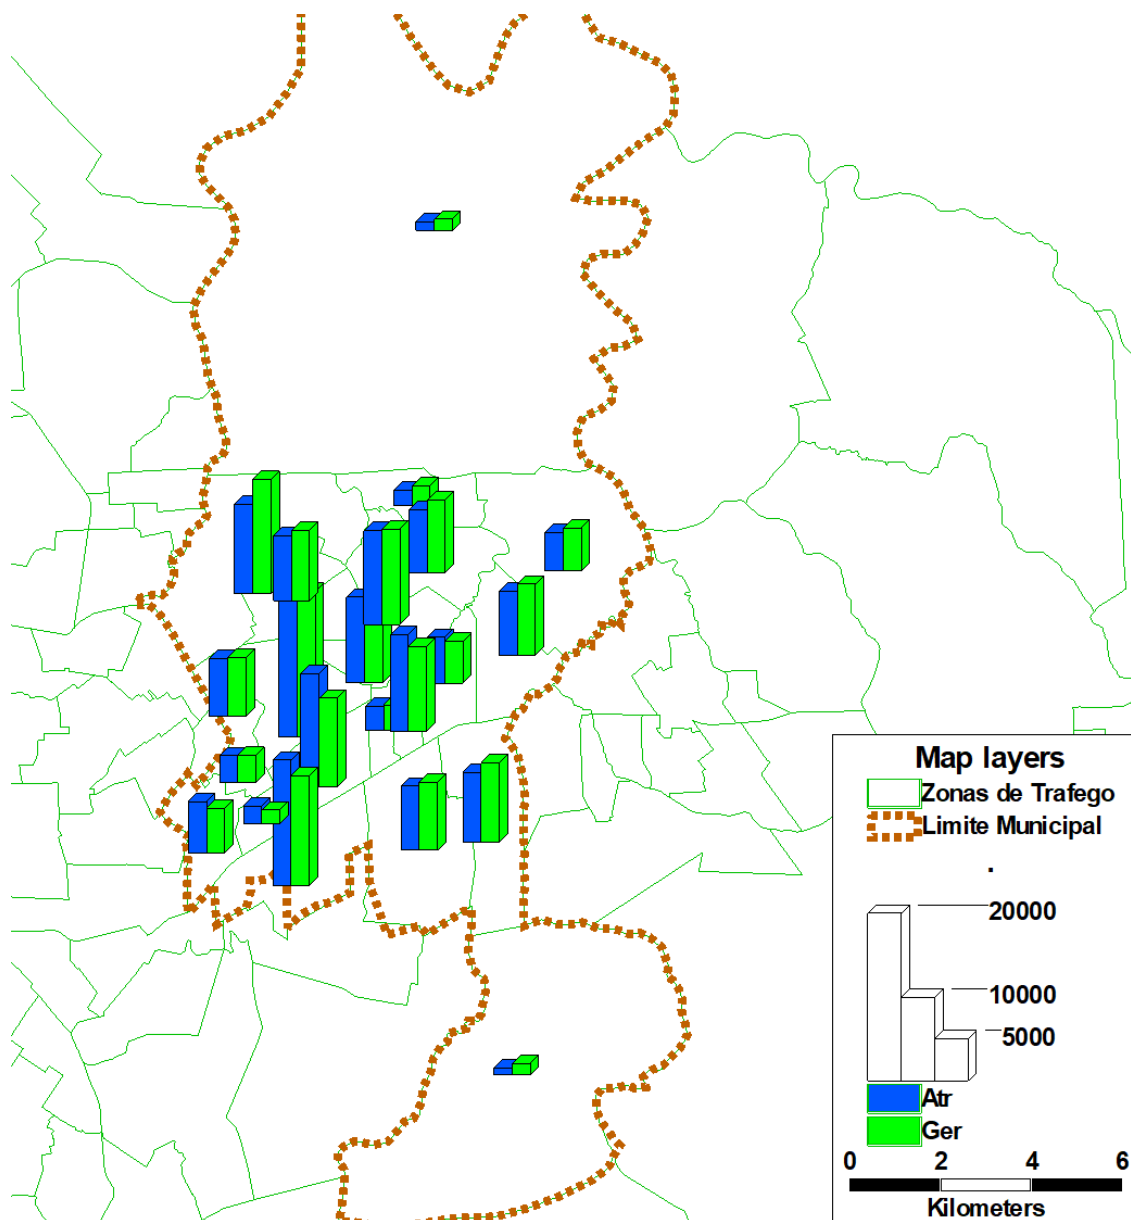 Map layers
Zonas de Trafego
Limite Municipal
.
20000
10000
5000
Atr
Ger
0 2 4 6
Kilometers